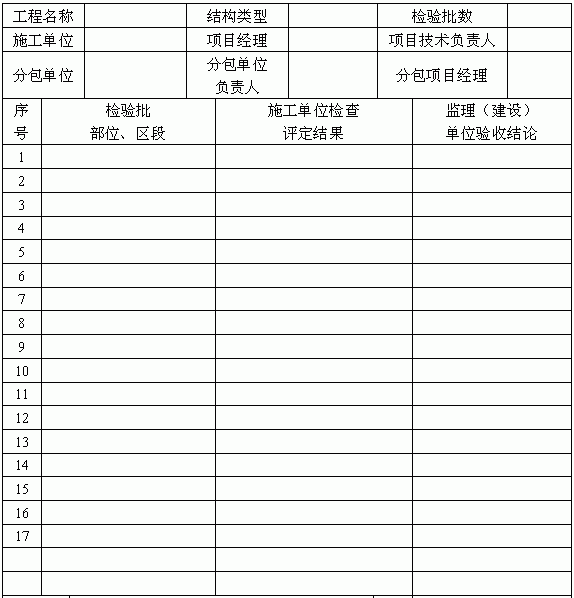 工程名称 结构类型 检验批数
施工单位 项目经理 项目技术负责人
分包单位 分包单位 分包项目经理
负责人
序 检验批 施工单位检查 监理（建设）
号 部位、区段 评定结果 单位验收结论
1
2
3
4
5
6
7
8
9
10
11
12
13
14
15
16
17